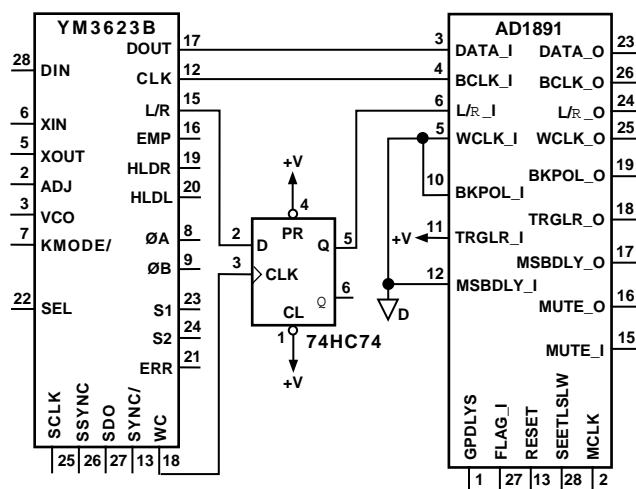 YM3623B
AD1891
DOUT 17
3 DATA_I
DATA_O 23
28 DIN
CLK 12
4 BCLK_I
BCLK_O 26
L/R 15
6 L/R_I
L/R_O 24
6 XIN
EMP 16
5 WCLK_I
WCLK_O 25
5 XOUT
HLDR 19
+V
BKPOL_O 19
2 ADJ
HLDL 20
4
10 BKPOL_I
3 VCO
PR
TRGLR_O 18
7 KMODE/
ØA 8
2 D
Q 5
+V 11 TRGLR_I
ØB 9
3 CLK
MSBDLY_O 17
Q 6
12 MSBDLY_I
22 SEL
S1 23
CL
D
MUTE_O 16
S2 24
1
74HC74
ERR 21
+V
MUTE_I 15
SCLK SSYNC SDO SYNC/ WC
GPDLYS FLAG_I RESET SEETLSLW MCLK
25 26 27 13 18
1 27 13 28 2